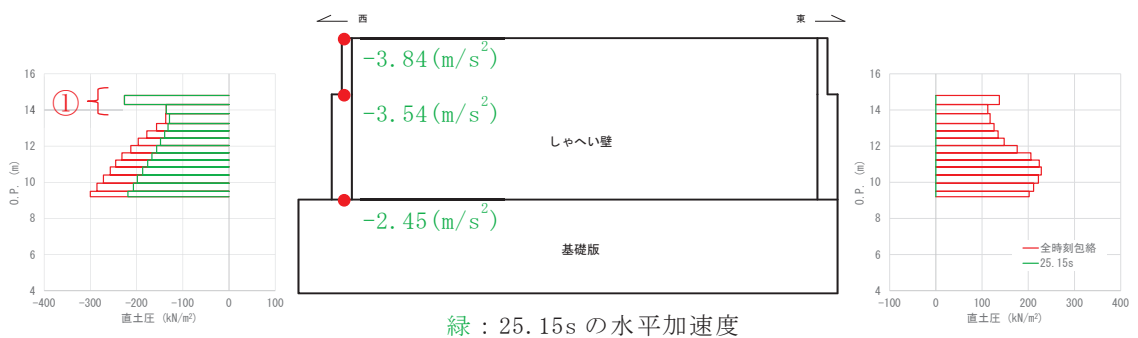 西
東
16
14
12
10
8
6
4
O.P. (m)
①
-400
-300
-200
-100
0
100
直土圧 (kN/m²)
-3.84(m/s²)
-3.54(m/s²)
しゃへい壁
-2.45(m/s²)
基礎版
緑：25.15sの水平加速度
16
14
12
10
8
6
4
O.P. (m)
全時刻包絡
25.15s
-100
0
100
200
300
400
直土圧 (kN/m²)